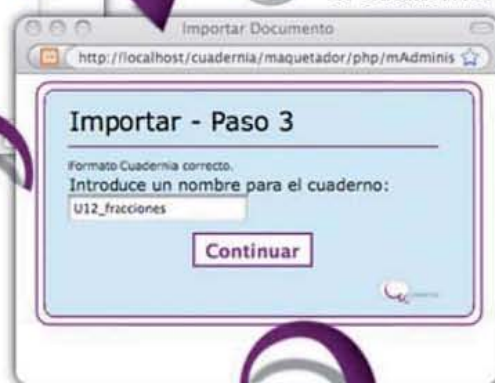 Importar Documento
http://localhost/cuadernia/maquetador/php/mAdminis
Importar - Paso 3
Formato Cuadernia correcto.
Introduce un nombre para el cuaderno:
U12_fracciones
Continuar